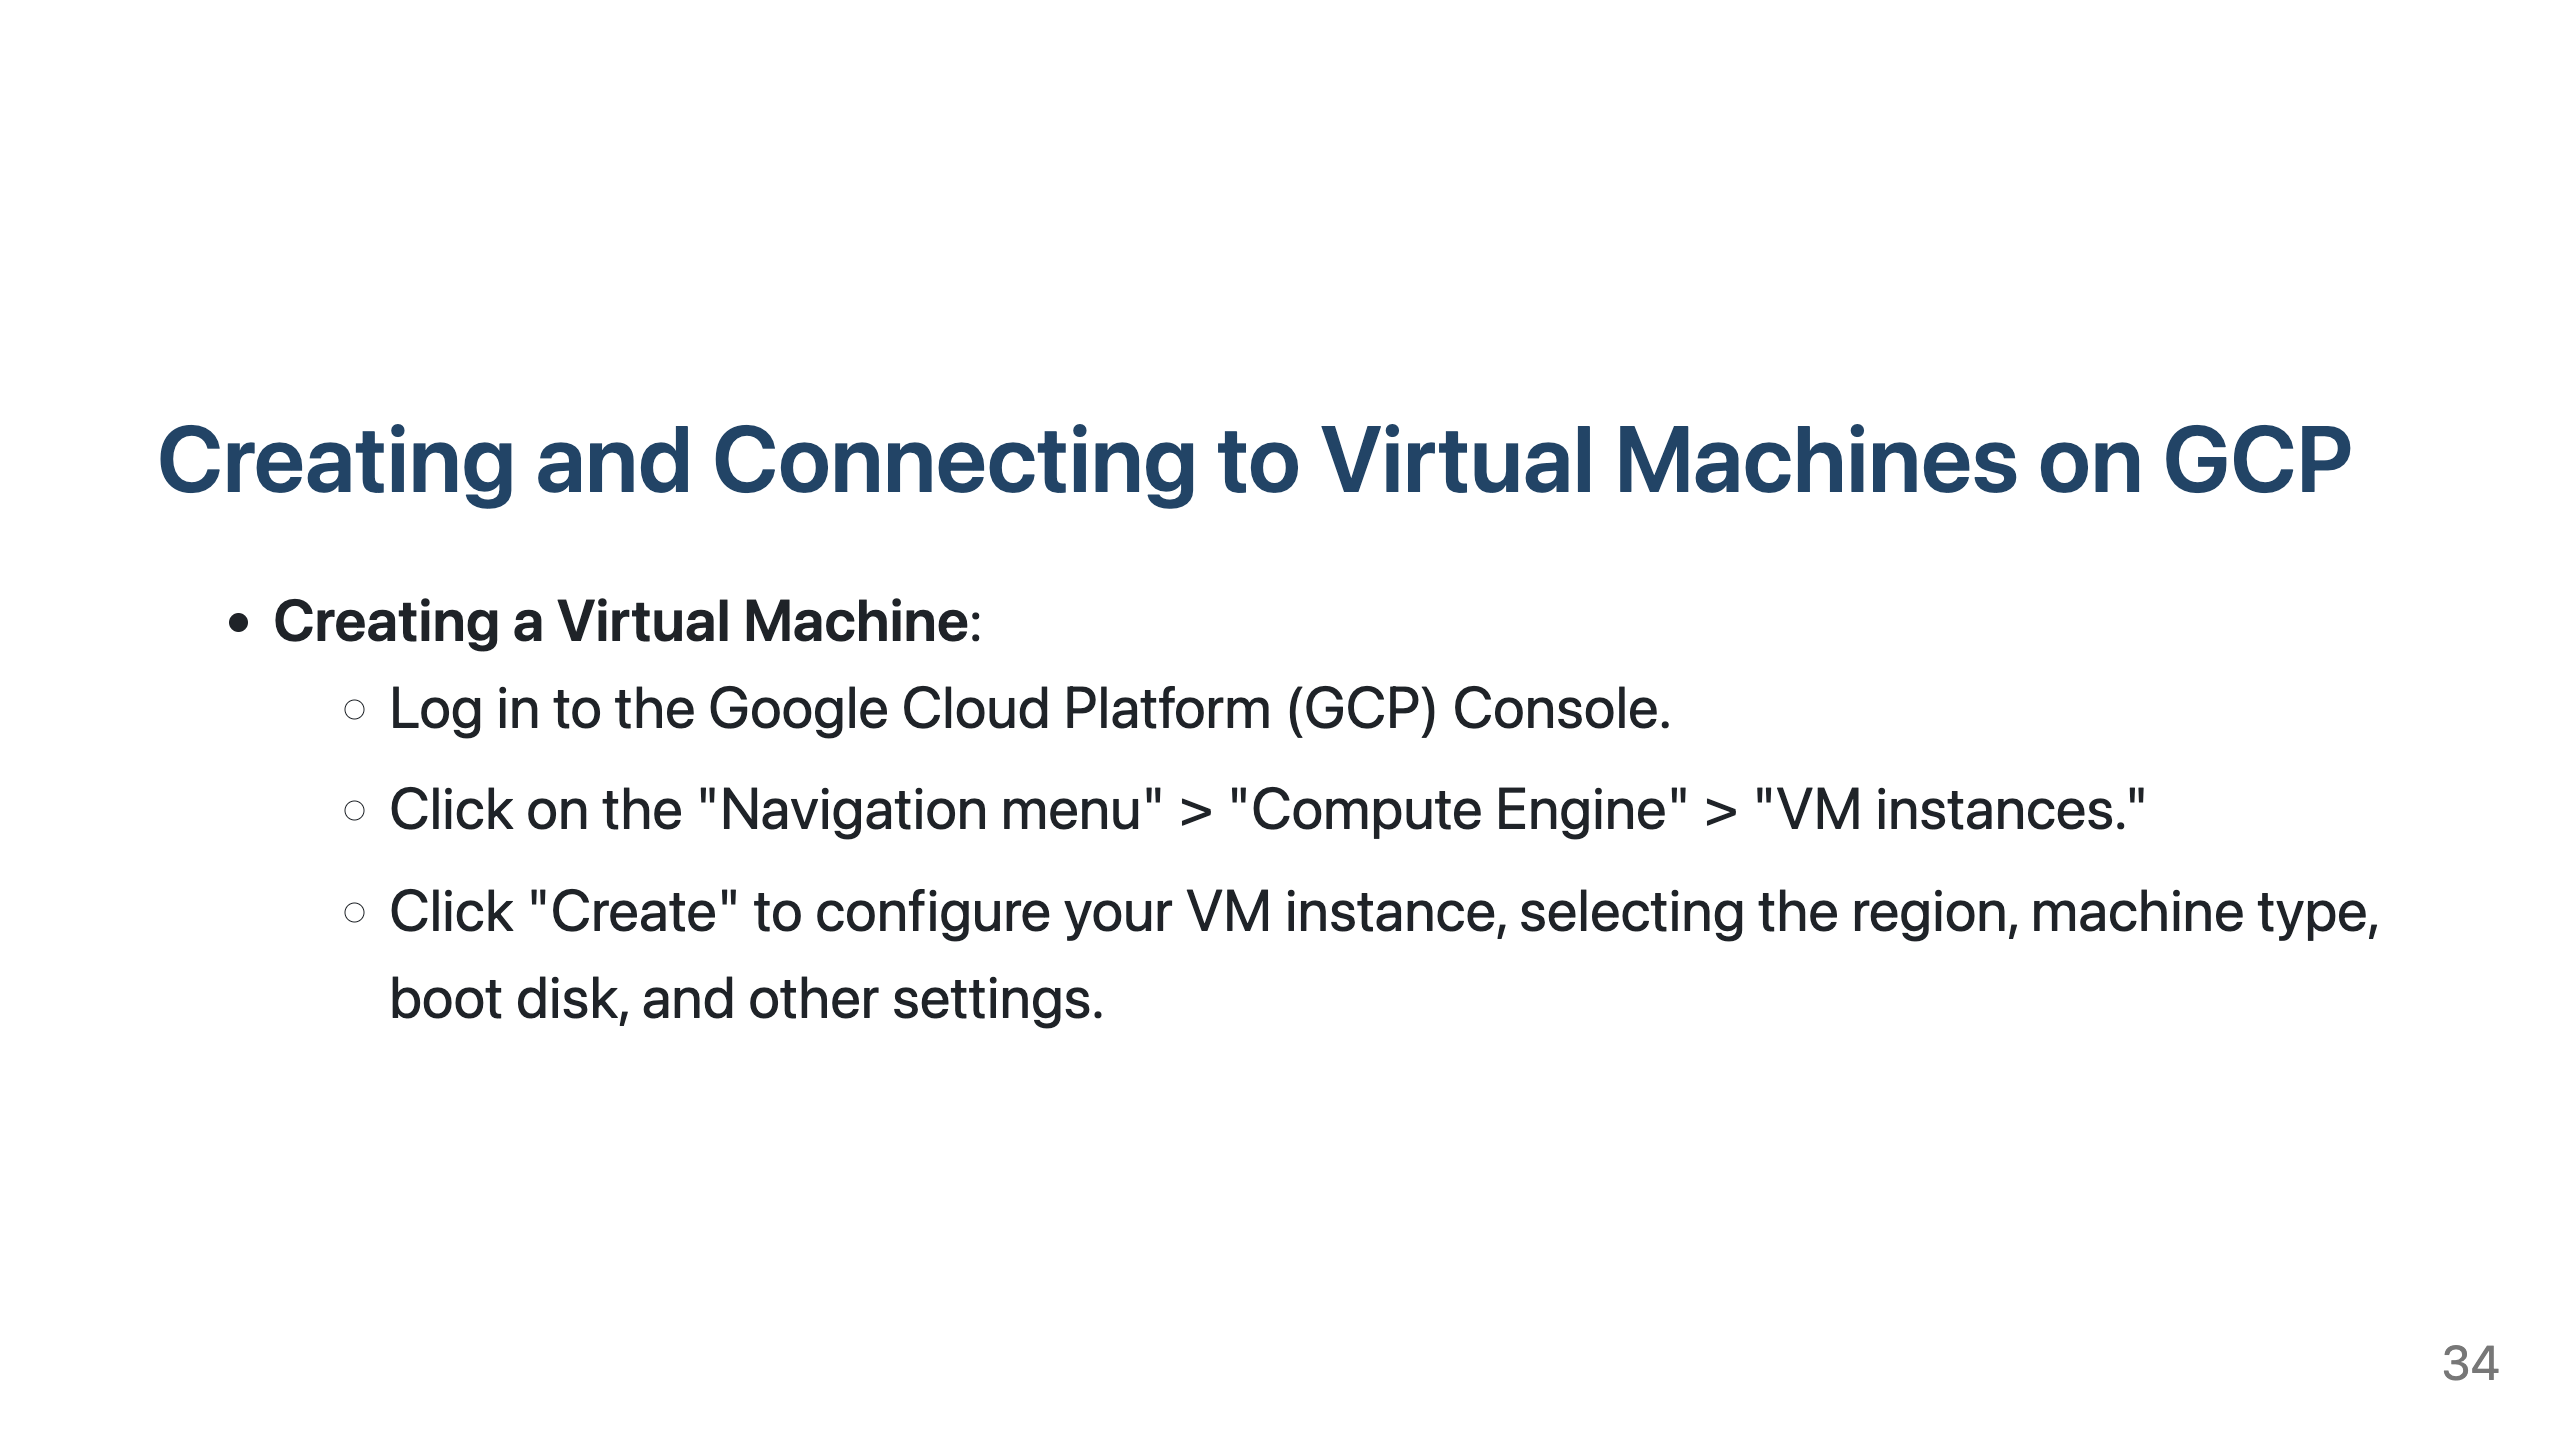 Creating and Connecting to Virtual Machines on GCP
• Creating a Virtual Machine:
○ Log in to the Google Cloud Platform (GCP) Console.
○ Click on the "Navigation menu" > "Compute Engine" > "VM instances."
○ Click "Create" to configure your VM instance, selecting the region, machine type,
boot disk, and other settings.
34